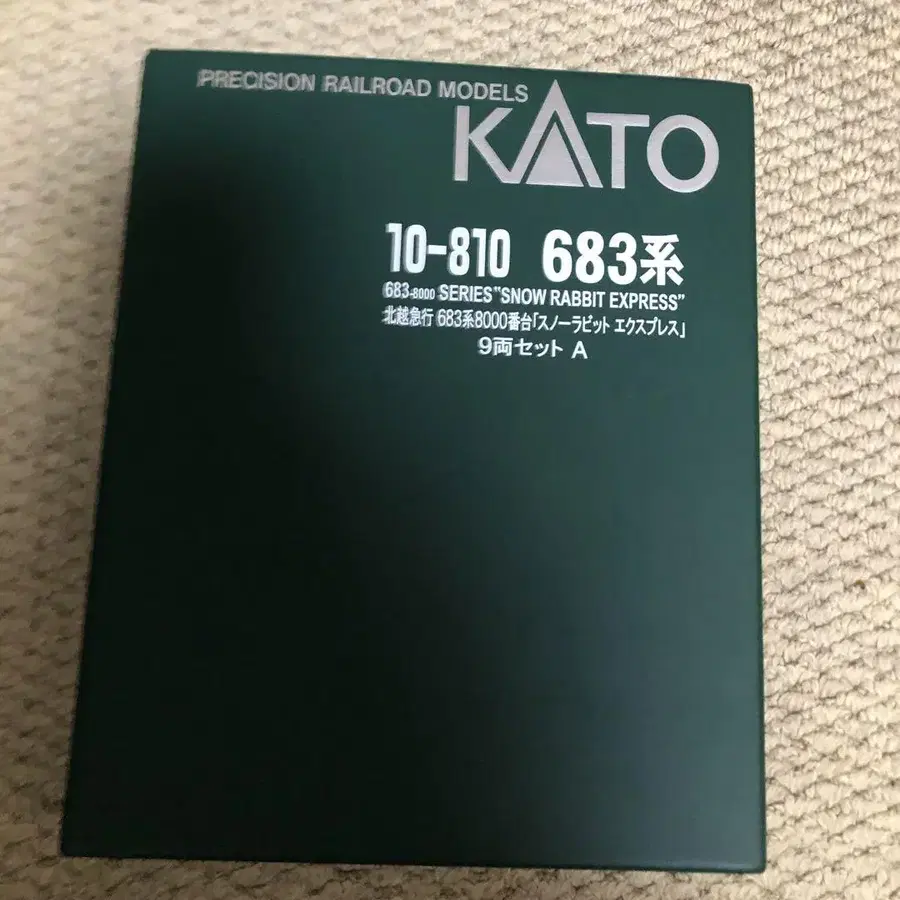 PRECISION RAILROAD MODELS
KATO
10-810 683系
683-8000 SERIES "SNOW RABBIT EXPRESS"
北越急行 683系8000番台「スノーラビット エクスプレス」
9両セット A